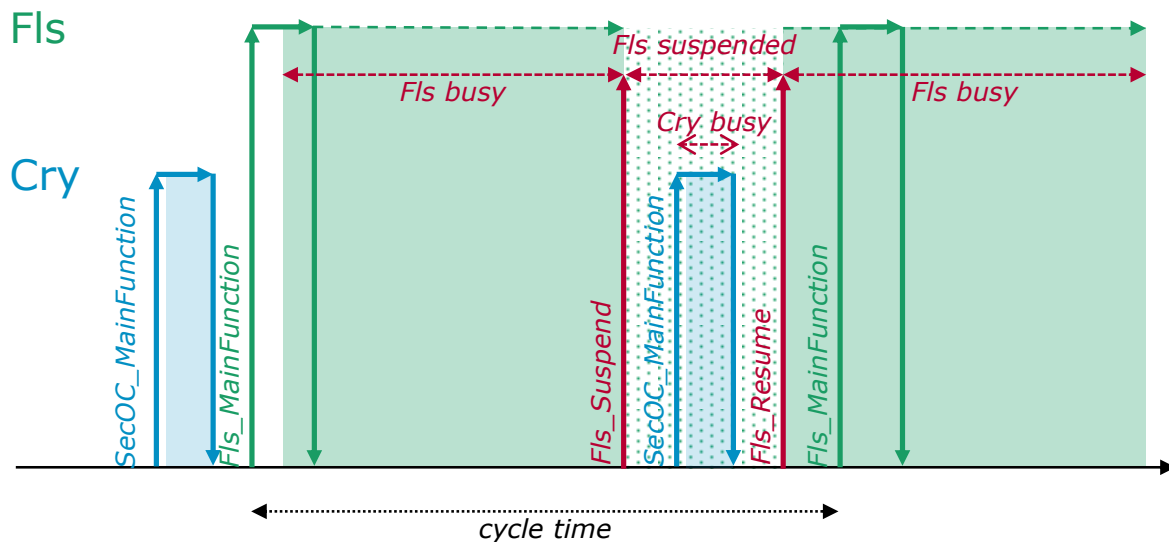 Fls
Fls suspended
Fls busy
Fls busy
Cry busy
Cry
SecOC_MainFunction
Fls_MainFunction
Fls_Suspend
SecOC_MainFunction
Fls_Resume
Fls_MainFunction
cycle time